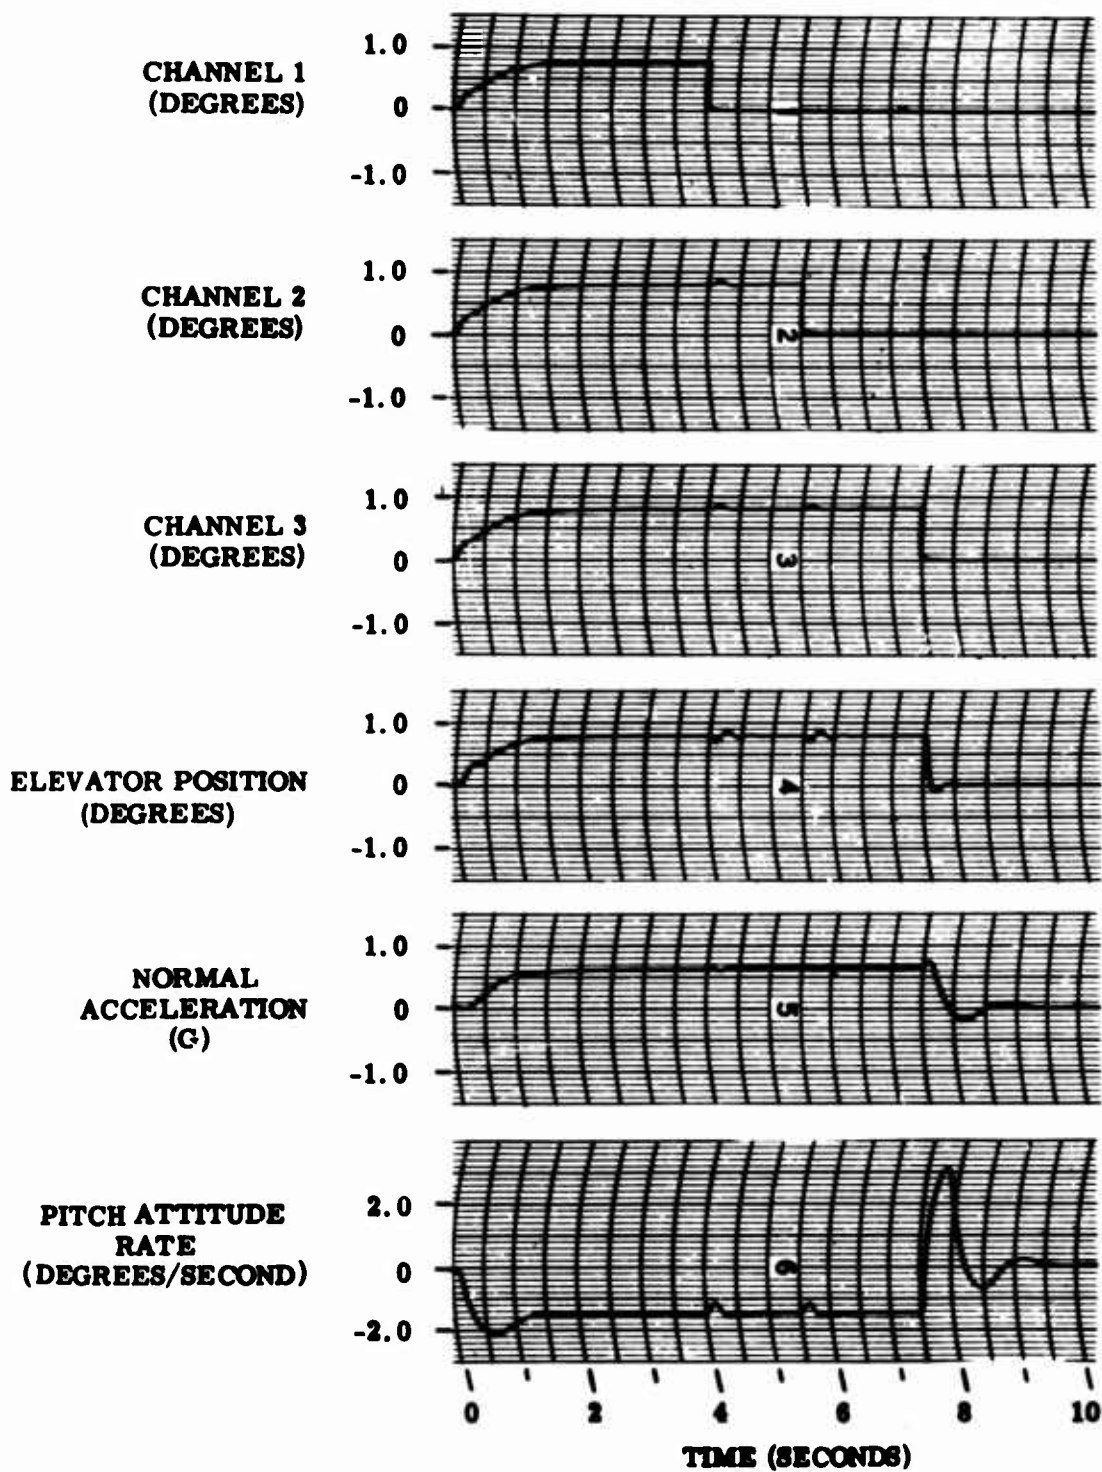 CHANNEL 1
(DEGREES)
1.0
0
-1.0
CHANNEL 2
(DEGREES)
1.0
0
-1.0
2
CHANNEL 3
(DEGREES)
1.0
0
-1.0
3
ELEVATOR POSITION
(DEGREES)
1.0
0
-1.0
4
NORMAL
ACCELERATION
(G)
1.0
0
-1.0
5
PITCH ATTITUDE
RATE
(DEGREES/SECOND)
2.0
0
-2.0
6
0 2 4 6 8 10
TIME (SECONDS)